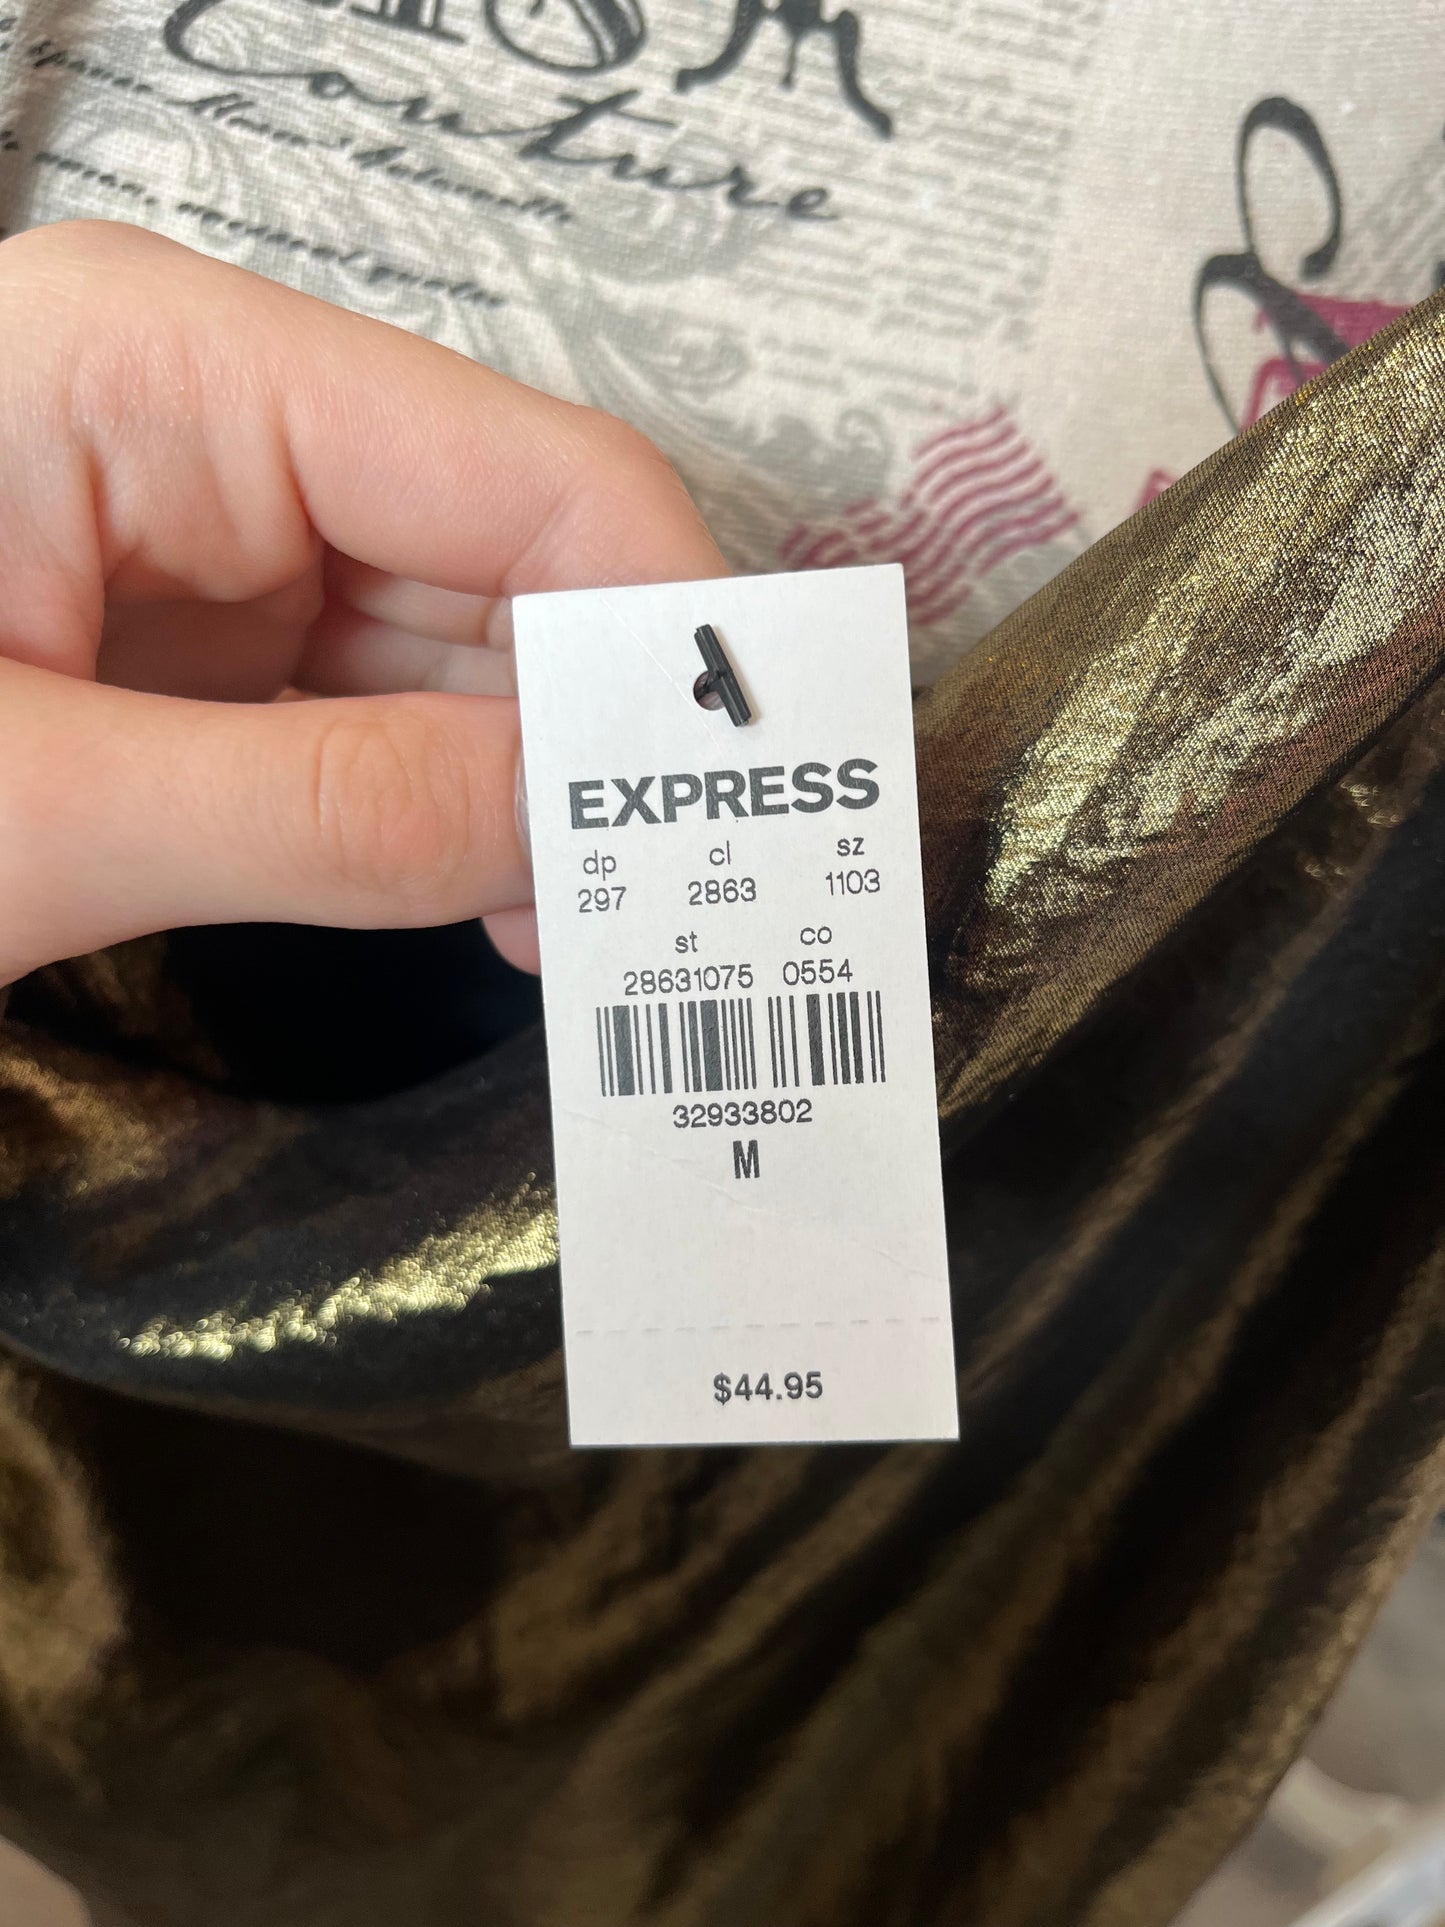 Couture
EXPRESS
dp cl sz
297 2863 1103
st co
28631075 0554
32933802
M
$44.95